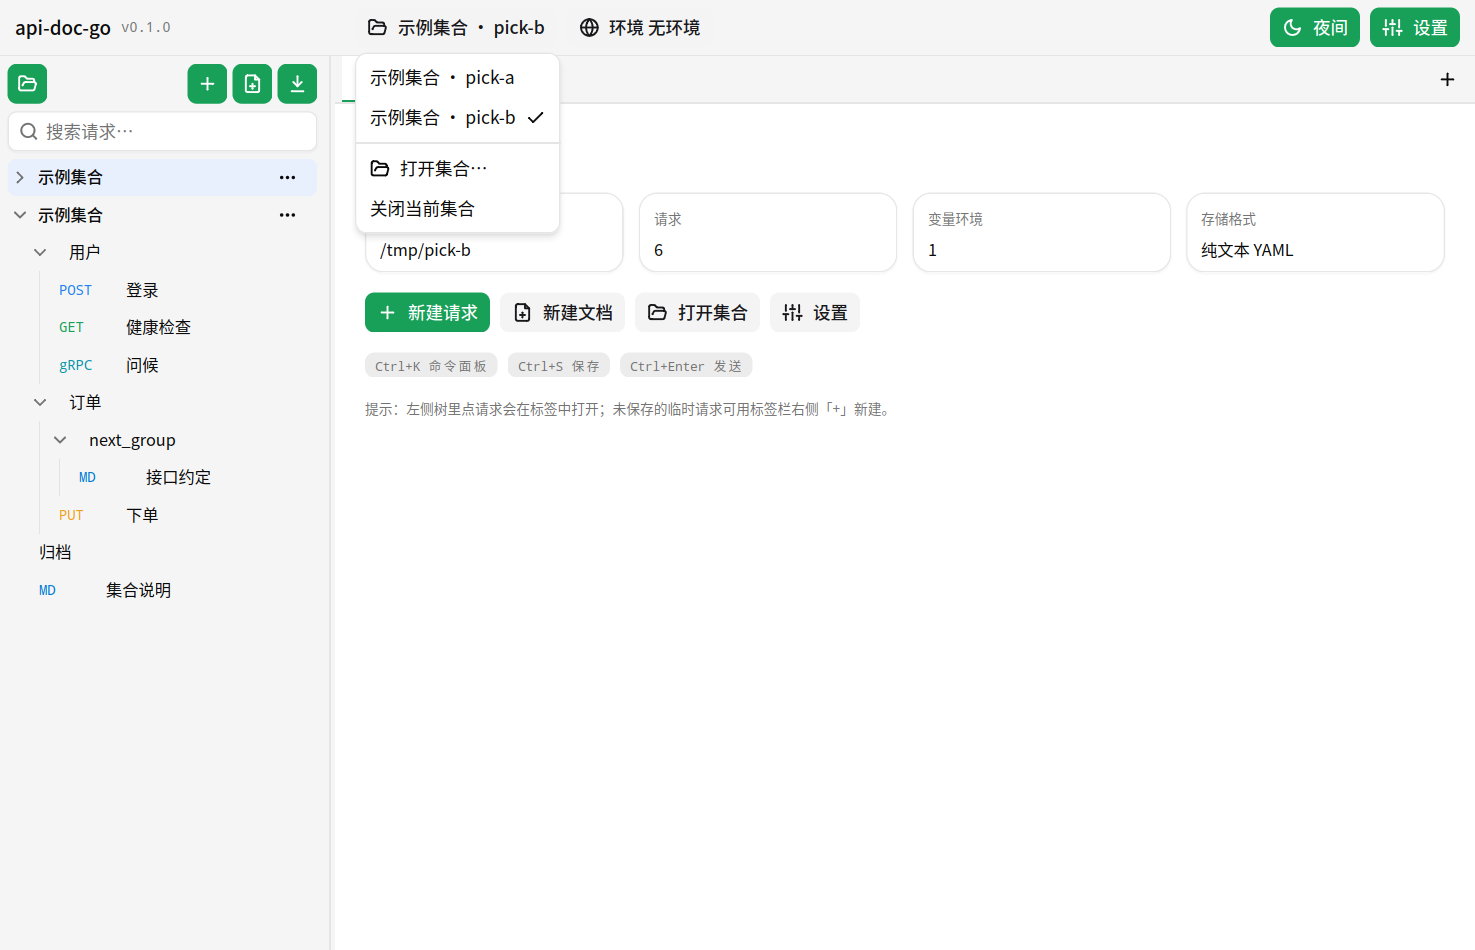 api-doc-go v0.1.0
示例集合 · pick-b
环境 无环境
夜间
设置
示例集合 · pick-a
示例集合 · pick-b
打开集合…
关闭当前集合
搜索请求…
示例集合
示例集合
用户
POST 登录
GET 健康检查
gRPC 问候
订单
next_group
MD 接口约定
PUT 下单
归档
MD 集合说明
/tmp/pick-b
请求
6
变量环境
1
存储格式
纯文本 YAML
新建请求
新建文档
打开集合
设置
Ctrl+K 命令面板
Ctrl+S 保存
Ctrl+Enter 发送
提示：左侧树里点请求会在标签中打开；未保存的临时请求可用标签栏右侧「+」新建。